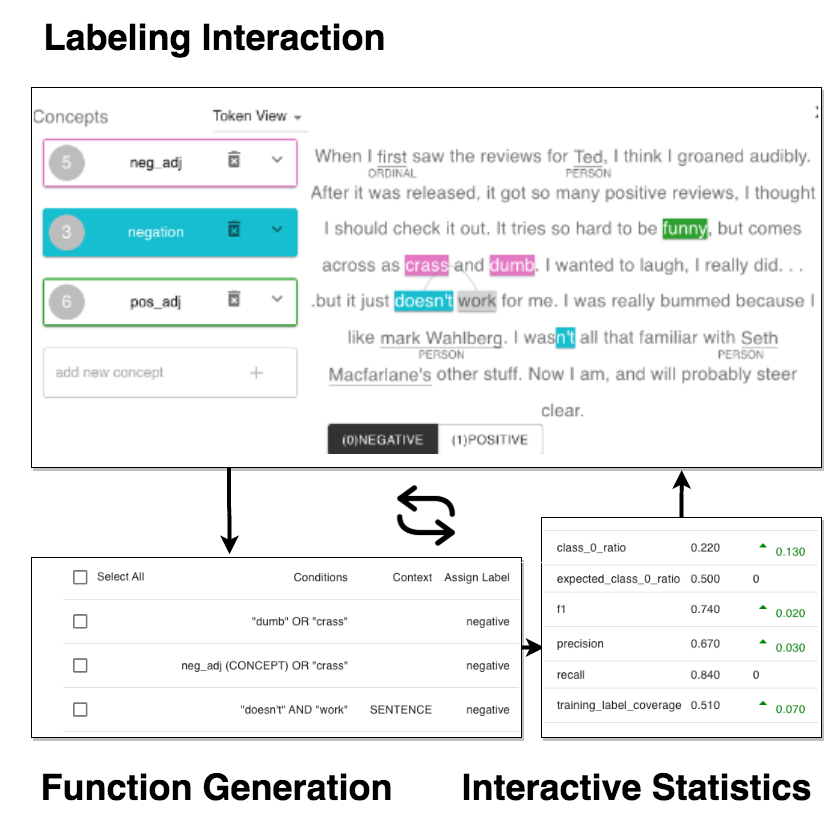 Labeling Interaction
Concepts
Token View
5 neg_adj
3 negation
6 pos_adj
add new concept +
When I first saw the reviews for Ted, I think I groaned audibly.
ORDINAL PERSON
After it was released, it got so many positive reviews, I thought
I should check it out. It tries so hard to be funny, but comes
across as crass and dumb. I wanted to laugh, I really did. . .
.but it just doesn't work for me. I was really bummed because I
like mark Wahlberg. I wasn't all that familiar with Seth
PERSON PERSON
Macfarlane's other stuff. Now I am, and will probably steer
clear.
(0)NEGATIVE (1)POSITIVE
Select All Conditions Context Assign Label
"dumb" OR "crass" negative
neg_adj (CONCEPT) OR "crass" negative
"doesn't" AND "work" SENTENCE negative
class_0_ratio 0.220 0.130
expected_class_0_ratio 0.500 0
f1 0.740 0.020
precision 0.670 0.030
recall 0.840 0
training_label_coverage 0.510 0.070
Function Generation
Interactive Statistics